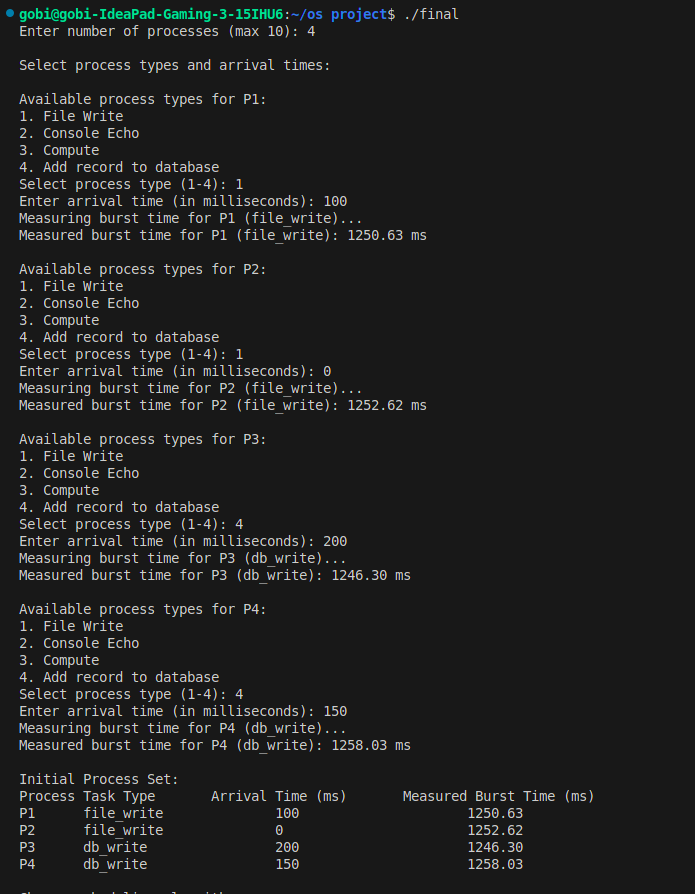 gobi@gobi-IdeaPad-Gaming-3-15IHU6:~/os project$ ./final
Enter number of processes (max 10): 4
Select process types and arrival times:
Available process types for P1:
1. File Write
2. Console Echo
3. Compute
4. Add record to database
Select process type (1-4): 1
Enter arrival time (in milliseconds): 100
Measuring burst time for P1 (file_write)...
Measured burst time for P1 (file_write): 1250.63 ms
Available process types for P2:
1. File Write
2. Console Echo
3. Compute
4. Add record to database
Select process type (1-4): 1
Enter arrival time (in milliseconds): 0
Measuring burst time for P2 (file_write)...
Measured burst time for P2 (file_write): 1252.62 ms
Available process types for P3:
1. File Write
2. Console Echo
3. Compute
4. Add record to database
Select process type (1-4): 4
Enter arrival time (in milliseconds): 200
Measuring burst time for P3 (db_write)...
Measured burst time for P3 (db_write): 1246.30 ms
Available process types for P4:
1. File Write
2. Console Echo
3. Compute
4. Add record to database
Select process type (1-4): 4
Enter arrival time (in milliseconds): 150
Measuring burst time for P4 (db_write)...
Measured burst time for P4 (db_write): 1258.03 ms
Initial Process Set:
Process Task Type Arrival Time (ms) Measured Burst Time (ms)
P1 file_write 100 1250.63
P2 file_write 0 1252.62
P3 db_write 200 1246.30
P4 db_write 150 1258.03